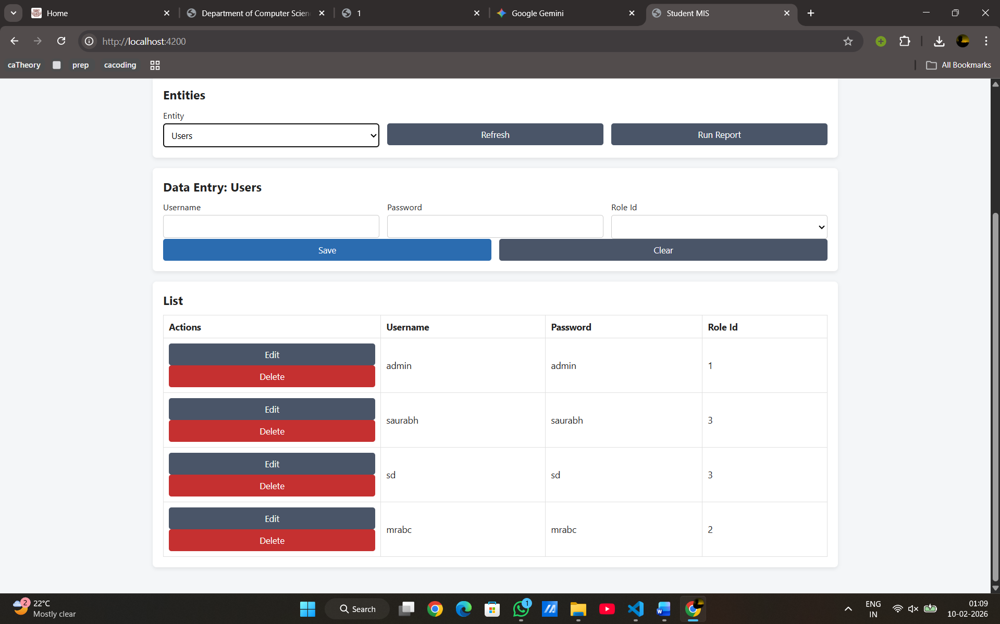 Home
Department of Computer Scien
1
Google Gemini
Student MIS
http://localhost:4200
caTheory prep cacoding All Bookmarks
Entities
Entity
Users Refresh Run Report
Data Entry: Users
Username Password Role Id
Save Clear
List
Actions Username Password Role Id
Edit
Delete
admin admin 1
Edit
Delete
saurabh saurabh 3
Edit
Delete
sd sd 3
Edit
Delete
mrabc mrabc 2
2
22°C
Mostly clear
Search
1
W
ENG
IN
01:09
10-02-2026